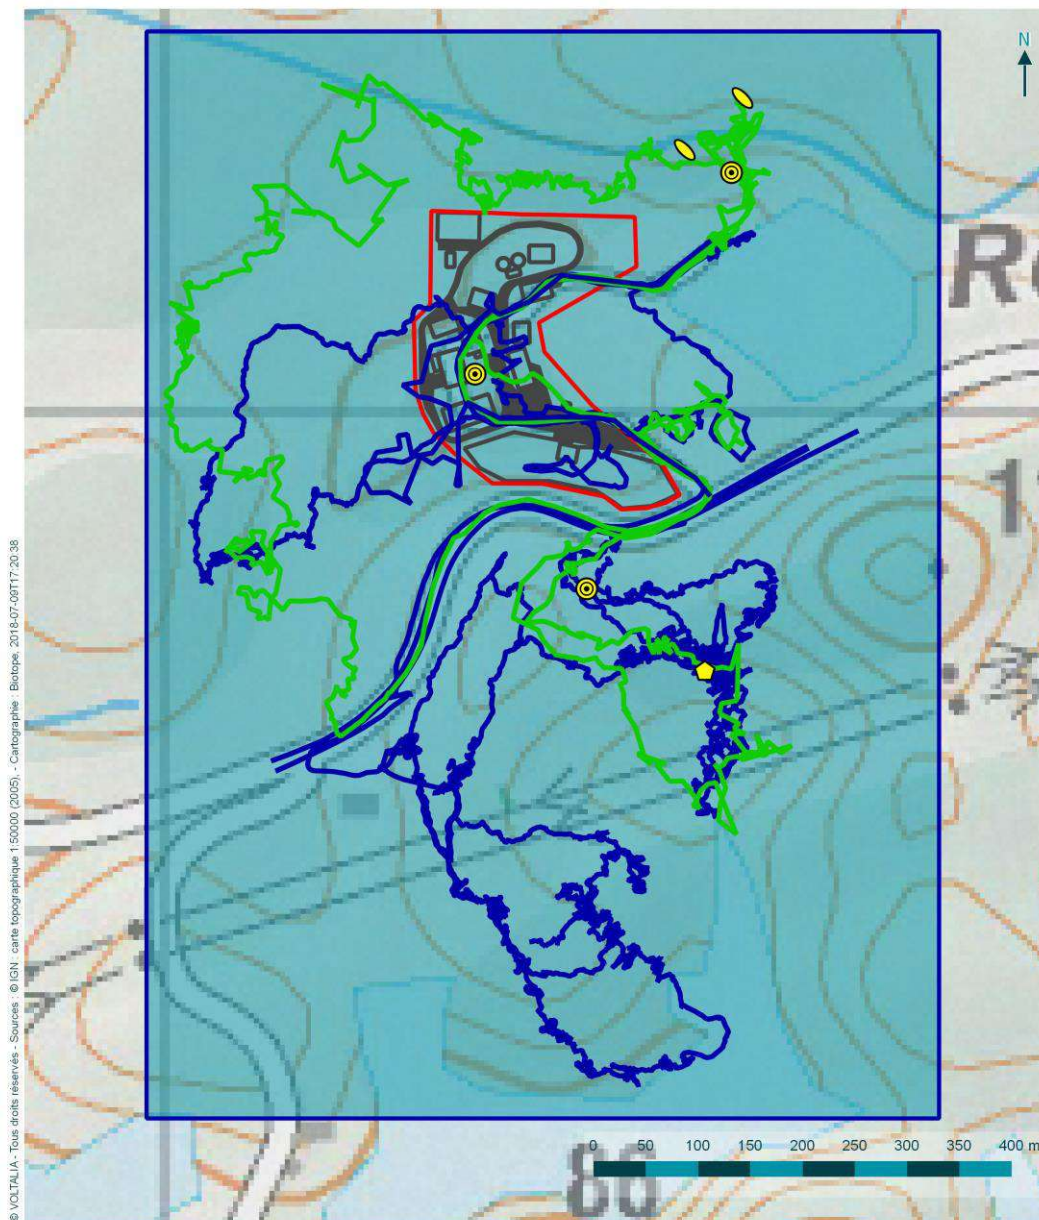 N
0 50 100 150 200 250 300 350 400 m
86
© VOLTALIA - Tous droits réservés - Sources : © IGN : carte topographique 1:50000 (2005), - Cartographie : Biotope, 2018-07-09T17:20:38